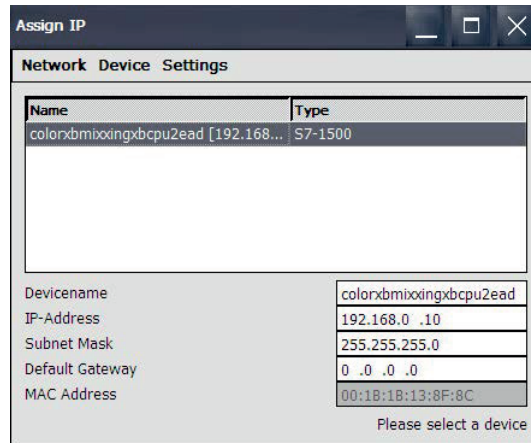 Assign IP
Network Device Settings
Name Type
colorxbmixxingxbcpu2ead [192.168... S7-1500
Devicename colorxbmixxingxbcpu2ead
IP-Address 192.168.0 .10
Subnet Mask 255.255.255.0
Default Gateway 0 .0 .0 .0
MAC Address 00:1B:1B:13:8F:8C
Please select a device